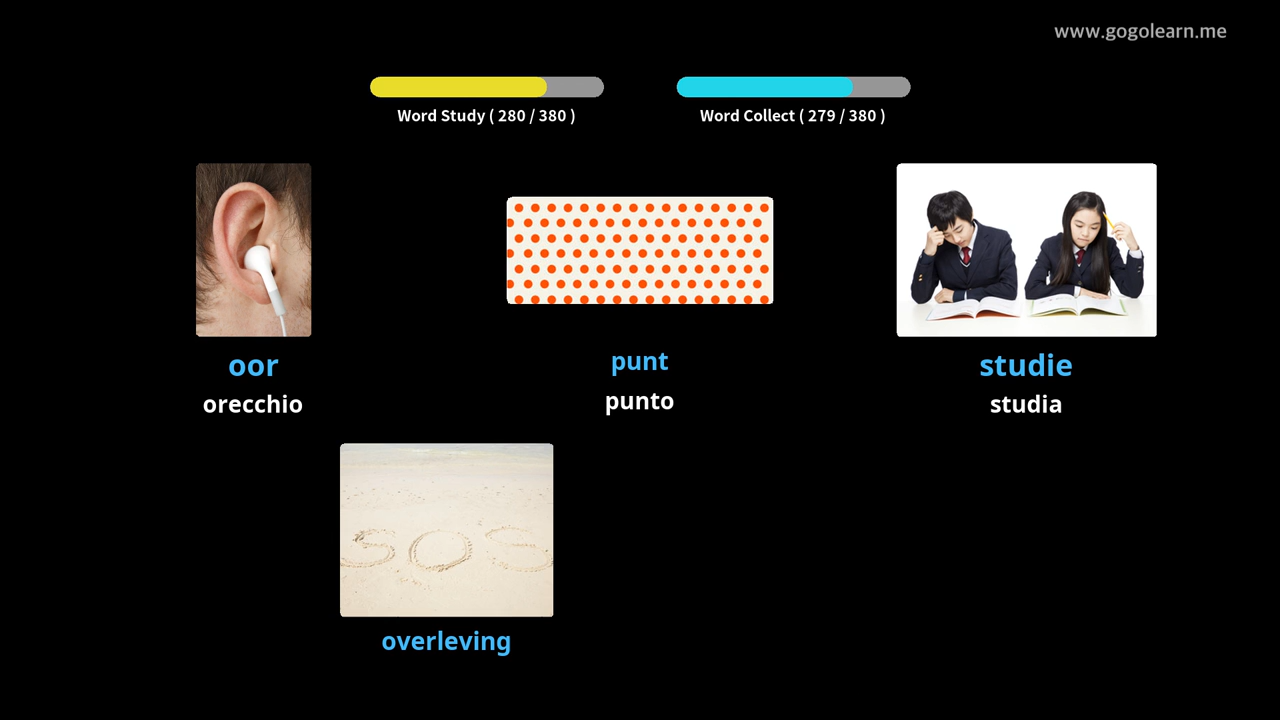 www.gogolearn.me
Word Study ( 280 / 380 )
Word Collect ( 279 / 380 )
oor
orecchio
punt
punto
studie
studia
SOS
overleving